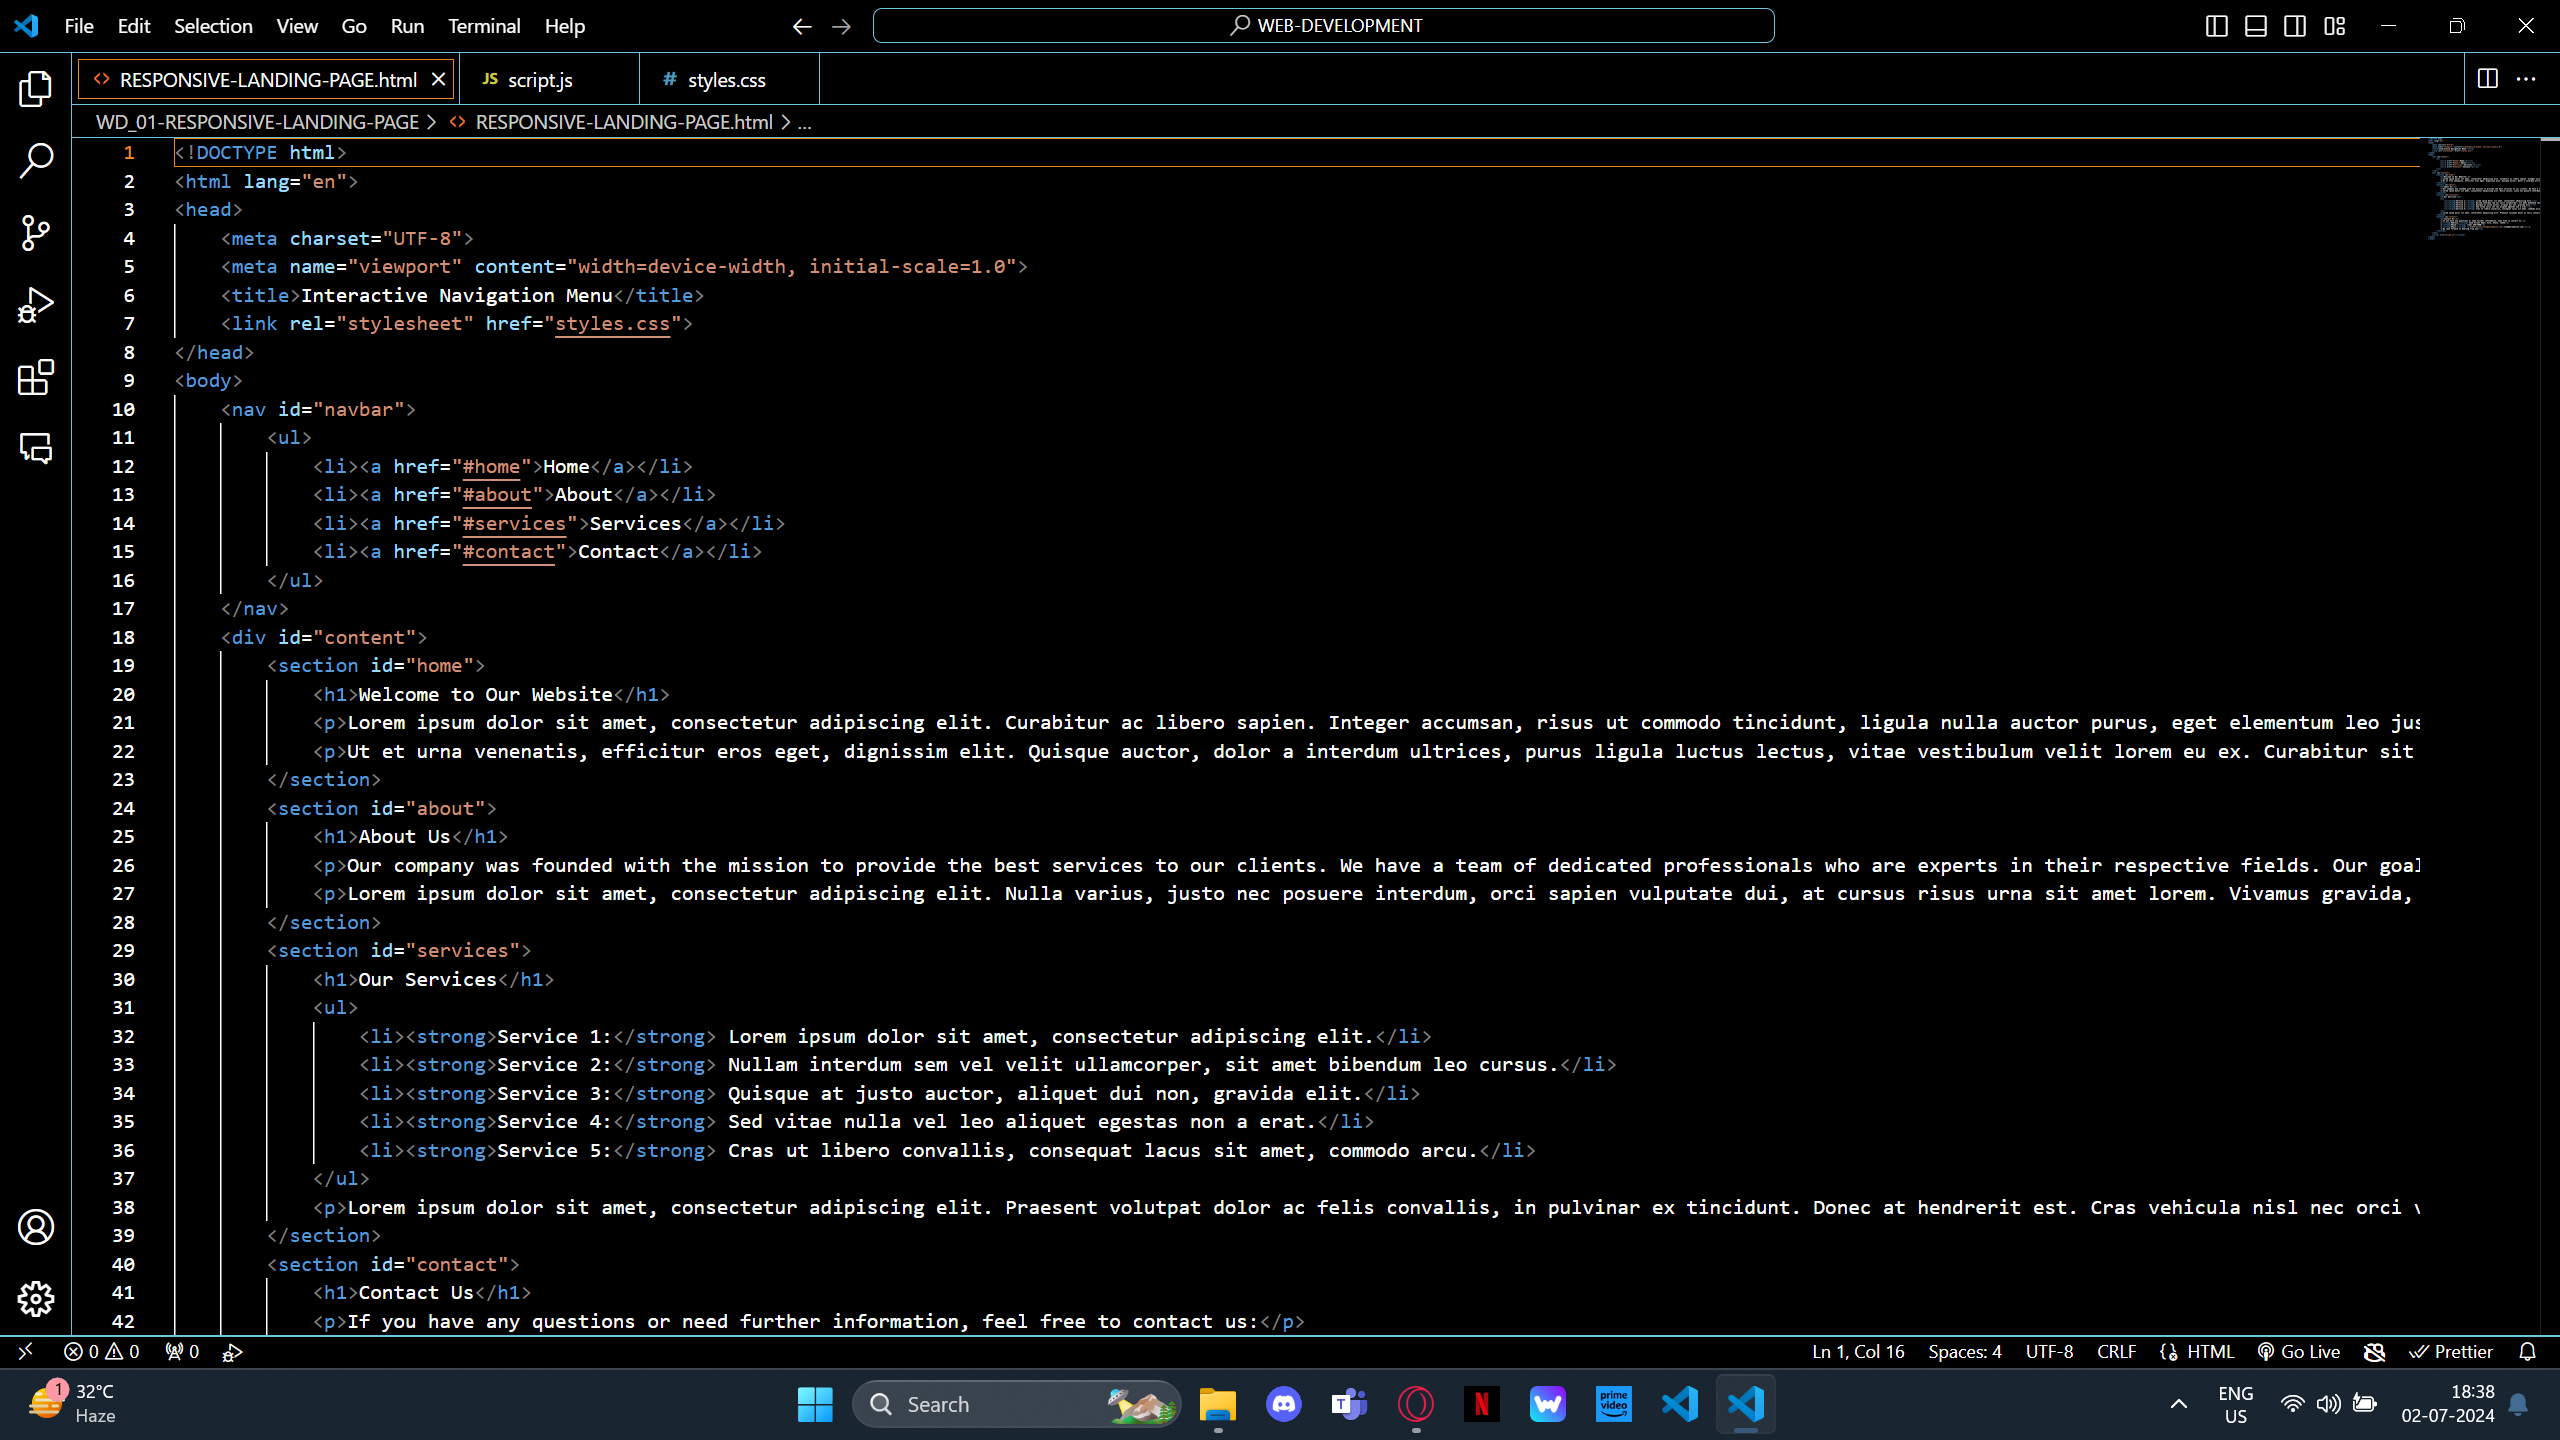 File Edit Selection View Go Run Terminal Help
WEB-DEVELOPMENT
RESPONSIVE-LANDING-PAGE.html
JS script.js
# styles.css
WD_01-RESPONSIVE-LANDING-PAGE > <> RESPONSIVE-LANDING-PAGE.html > ...
1 <!DOCTYPE html>
2 <html lang="en">
3 <head>
4 <meta charset="UTF-8">
5 <meta name="viewport" content="width=device-width, initial-scale=1.0">
6 <title>Interactive Navigation Menu</title>
7 <link rel="stylesheet" href="styles.css">
8 </head>
9 <body>
10 <nav id="navbar">
11 <ul>
12 <li><a href="#home">Home</a></li>
13 <li><a href="#about">About</a></li>
14 <li><a href="#services">Services</a></li>
15 <li><a href="#contact">Contact</a></li>
16 </ul>
17 </nav>
18 <div id="content">
19 <section id="home">
20 <h1>Welcome to Our Website</h1>
21 <p>Lorem ipsum dolor sit amet, consectetur adipiscing elit. Curabitur ac libero sapien. Integer accumsan, risus ut commodo tincidunt, ligula nulla auctor purus, eget elementum leo jus
22 <p>Ut et urna venenatis, efficitur eros eget, dignissim elit. Quisque auctor, dolor a interdum ultrices, purus ligula luctus lectus, vitae vestibulum velit lorem eu ex. Curabitur sit
23 </section>
24 <section id="about">
25 <h1>About Us</h1>
26 <p>Our company was founded with the mission to provide the best services to our clients. We have a team of dedicated professionals who are experts in their respective fields. Our goal
27 <p>Lorem ipsum dolor sit amet, consectetur adipiscing elit. Nulla varius, justo nec posuere interdum, orci sapien vulputate dui, at cursus risus urna sit amet lorem. Vivamus gravida,
28 </section>
29 <section id="services">
30 <h1>Our Services</h1>
31 <ul>
32 <li><strong>Service 1:</strong> Lorem ipsum dolor sit amet, consectetur adipiscing elit.</li>
33 <li><strong>Service 2:</strong> Nullam interdum sem vel velit ullamcorper, sit amet bibendum leo cursus.</li>
34 <li><strong>Service 3:</strong> Quisque at justo auctor, aliquet dui non, gravida elit.</li>
35 <li><strong>Service 4:</strong> Sed vitae nulla vel leo aliquet egestas non a erat.</li>
36 <li><strong>Service 5:</strong> Cras ut libero convallis, consequat lacus sit amet, commodo arcu.</li>
37 </ul>
38 <p>Lorem ipsum dolor sit amet, consectetur adipiscing elit. Praesent volutpat dolor ac felis convallis, in pulvinar ex tincidunt. Donec at hendrerit est. Cras vehicula nisl nec orci
39 </section>
40 <section id="contact">
41 <h1>Contact Us</h1>
42 <p>If you have any questions or need further information, feel free to contact us:</p>
0 0 0 Ln 1, Col 16 Spaces: 4 UTF-8 CRLF HTML Go Live Prettier
1 32°C
Haze
Search
prime video
ENG
US
18:38
02-07-2024